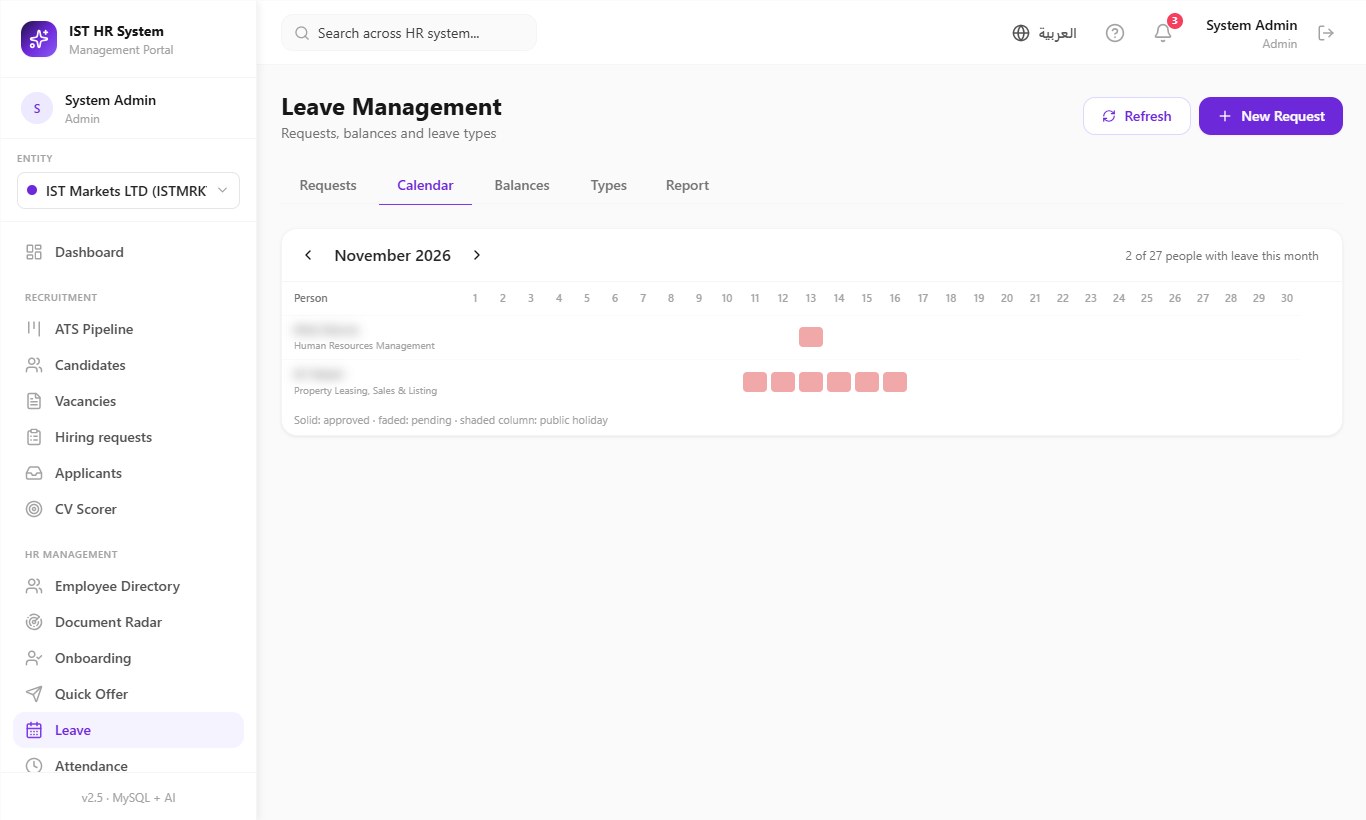 IST HR System
Management Portal
S
System Admin
Admin
ENTITY
IST Markets LTD (ISTMRK
Dashboard
RECRUITMENT
ATS Pipeline
Candidates
Vacancies
Hiring requests
Applicants
CV Scorer
HR MANAGEMENT
Employee Directory
Document Radar
Onboarding
Quick Offer
Leave
Attendance
v2.5 · MySQL + AI
Search across HR system...
العربية
3
System Admin
Admin
Leave Management
Requests, balances and leave types
Refresh
New Request
Requests Calendar Balances Types Report
November 2026
2 of 27 people with leave this month
Person 1 2 3 4 5 6 7 8 9 10 11 12 13 14 15 16 17 18 19 20 21 22 23 24 25 26 27 28 29 30
Human Resources Management
Property Leasing, Sales & Listing
Solid: approved · faded: pending · shaded column: public holiday